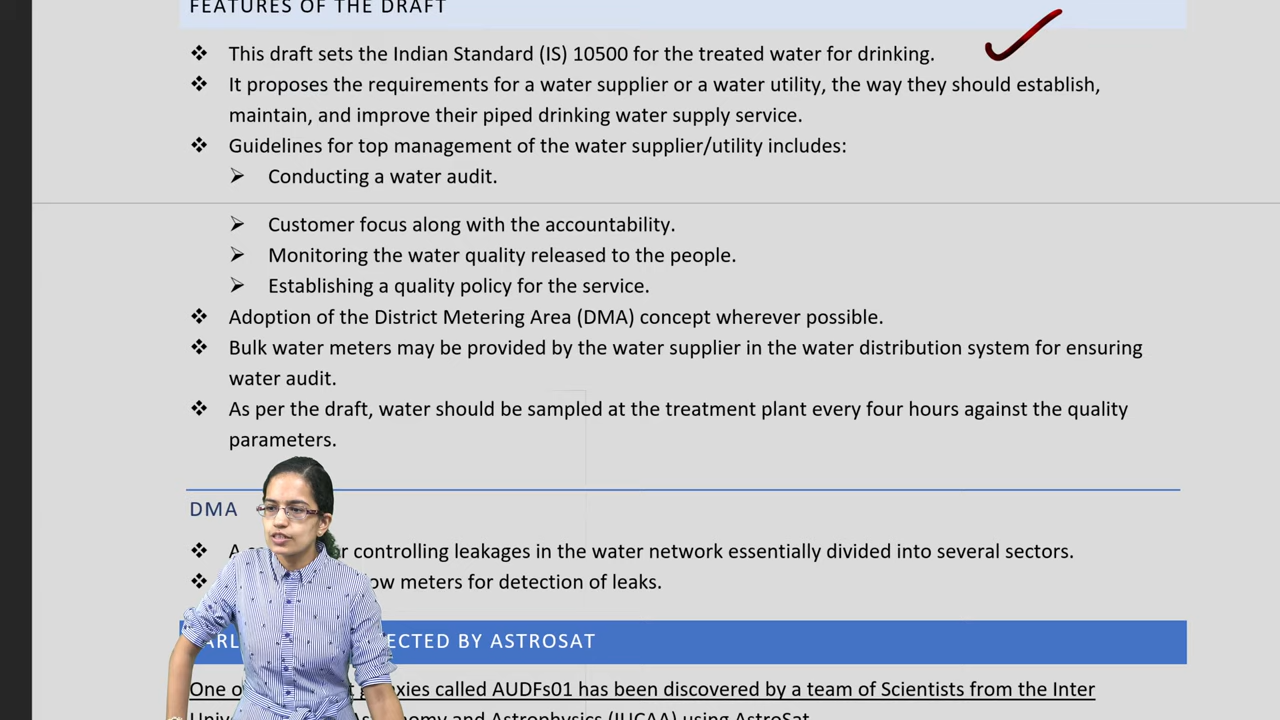 FEATURES OF THE DRAFT
❖ This draft sets the Indian Standard (IS) 10500 for the treated water for drinking.
❖ It proposes the requirements for a water supplier or a water utility, the way they should establish,
maintain, and improve their piped drinking water supply service.
❖ Guidelines for top management of the water supplier/utility includes:
➢ Conducting a water audit.
➢ Customer focus along with the accountability.
➢ Monitoring the water quality released to the people.
➢ Establishing a quality policy for the service.
❖ Adoption of the District Metering Area (DMA) concept wherever possible.
❖ Bulk water meters may be provided by the water supplier in the water distribution system for ensuring
water audit.
❖ As per the draft, water should be sampled at the treatment plant every four hours against the quality
parameters.
DMA
❖ A controlling leakages in the water network essentially divided into several sectors.
❖ meters for detection of leaks.
BY ASTROSAT
One called AUDFs01 has been discovered by a team of Scientists from the Inter
and Astrophysics (IUCAA) using AstroSat.